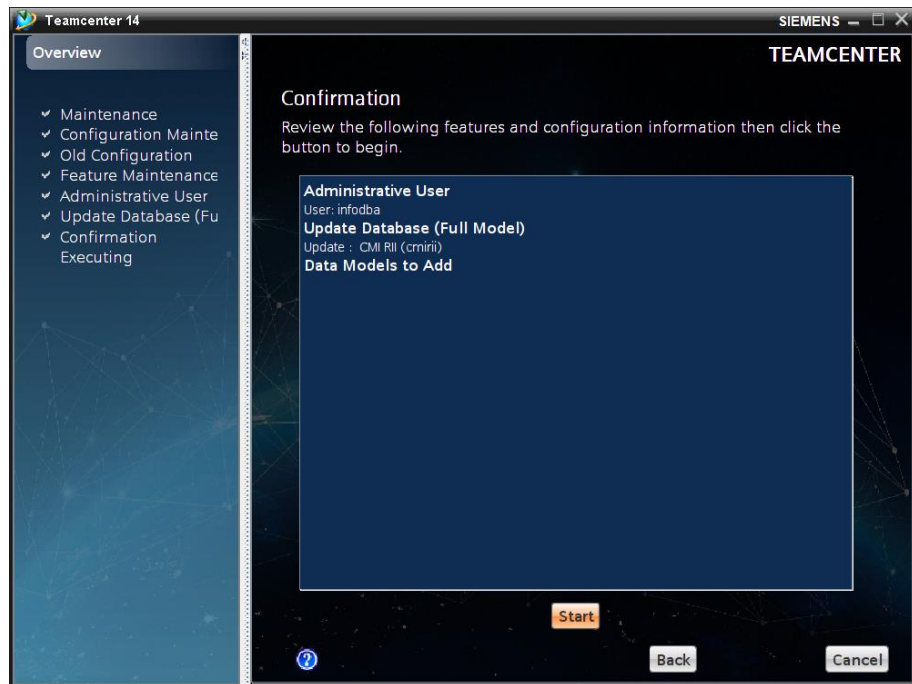 Teamcenter 14
SIEMENS
Overview
TEAMCENTER
Maintenance
Configuration Mainte
Old Configuration
Feature Maintenance
Administrative User
Update Database (Fu
Confirmation
Executing
Confirmation
Review the following features and configuration information then click the
button to begin.
Administrative User
User: infodba
Update Database (Full Model)
Update : CMI RII (cmirii)
Data Models to Add
Start
?
Back
Cancel